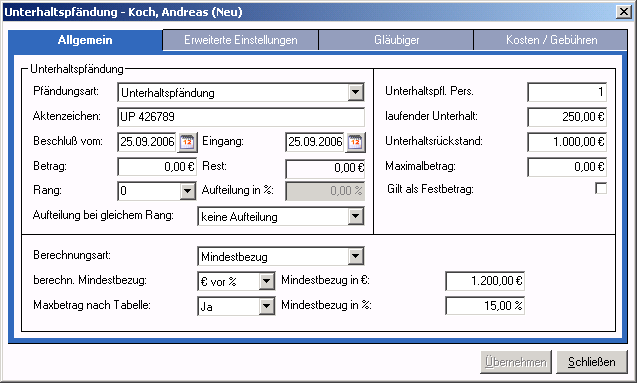 Unterhaltspfändung - Koch, Andreas (Neu)
Allgemein Erweiterte Einstellungen Gläubiger Kosten / Gebühren
Unterhaltspfändung
Pfändungsart: Unterhaltspfändung
Aktenzeichen: UP 426789
Beschluß vom: 25.09.2006 12 Eingang: 25.09.2006 12
Betrag: 0,00 € Rest: 0,00 €
Rang: 0 Aufteilung in %: 0,00 %
Aufteilung bei gleichem Rang: keine Aufteilung
Unterhaltspfl. Pers. 1
laufender Unterhalt: 250,00 €
Unterhaltsrückstand: 1.000,00 €
Maximalbetrag: 0,00 €
Gilt als Festbetrag:
Berechnungsart: Mindestbezug
berechn. Mindestbezug: € vor % Mindestbezug in €: 1.200,00 €
Maxbetrag nach Tabelle: Ja Mindestbezug in %: 15,00 %
Übernehmen Schließen